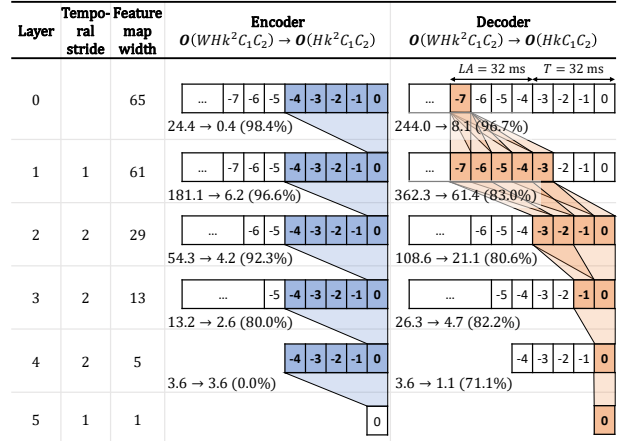 Layer Tempo-ral stride Feature map width Encoder Decoder
O(WHk²C₁C₂) → O(Hk²C₁C₂) O(WHk²C₁C₂) → O(HkC₁C₂)
LA = 32 ms T = 32 ms
0 65 ... -7 -6 -5 -4 -3 -2 -1 0 ... -7 -6 -5 -4 -3 -2 -1 0
24.4 → 0.4 (98.4%) 244.0 → 8.1 (96.7%)
1 1 61 ... -7 -6 -5 -4 -3 -2 -1 0 ... -7 -6 -5 -4 -3 -2 -1 0
181.1 → 6.2 (96.6%) 362.3 → 61.4 (83.0%)
2 2 29 ... -6 -5 -4 -3 -2 -1 0 ... -6 -5 -4 -3 -2 -1 0
54.3 → 4.2 (92.3%) 108.6 → 21.1 (80.6%)
3 2 13 ... -5 -4 -3 -2 -1 0 ... -5 -4 -3 -2 -1 0
13.2 → 2.6 (80.0%) 26.3 → 4.7 (82.2%)
4 2 5 -4 -3 -2 -1 0 -4 -3 -2 -1 0
3.6 → 3.6 (0.0%) 3.6 → 1.1 (71.1%)
5 1 1 0 0